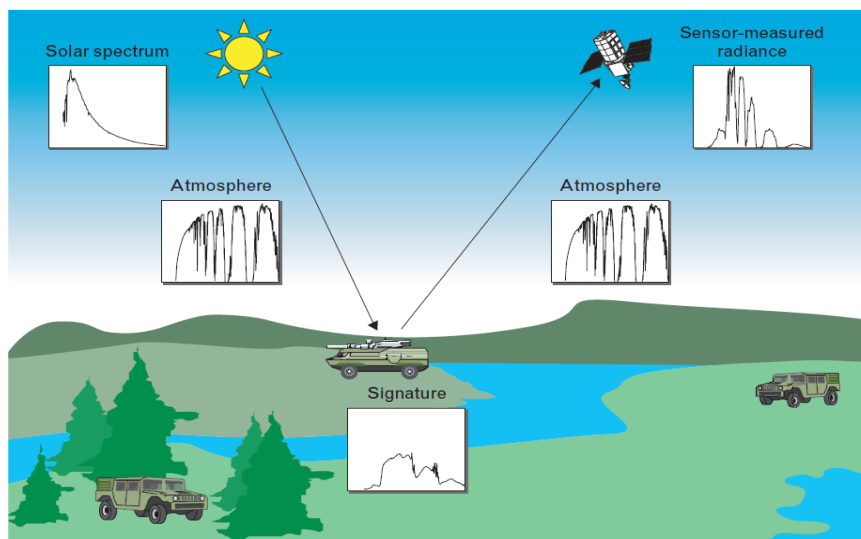 Solar spectrum
Sensor-measured
radiance
Atmosphere
Atmosphere
Signature